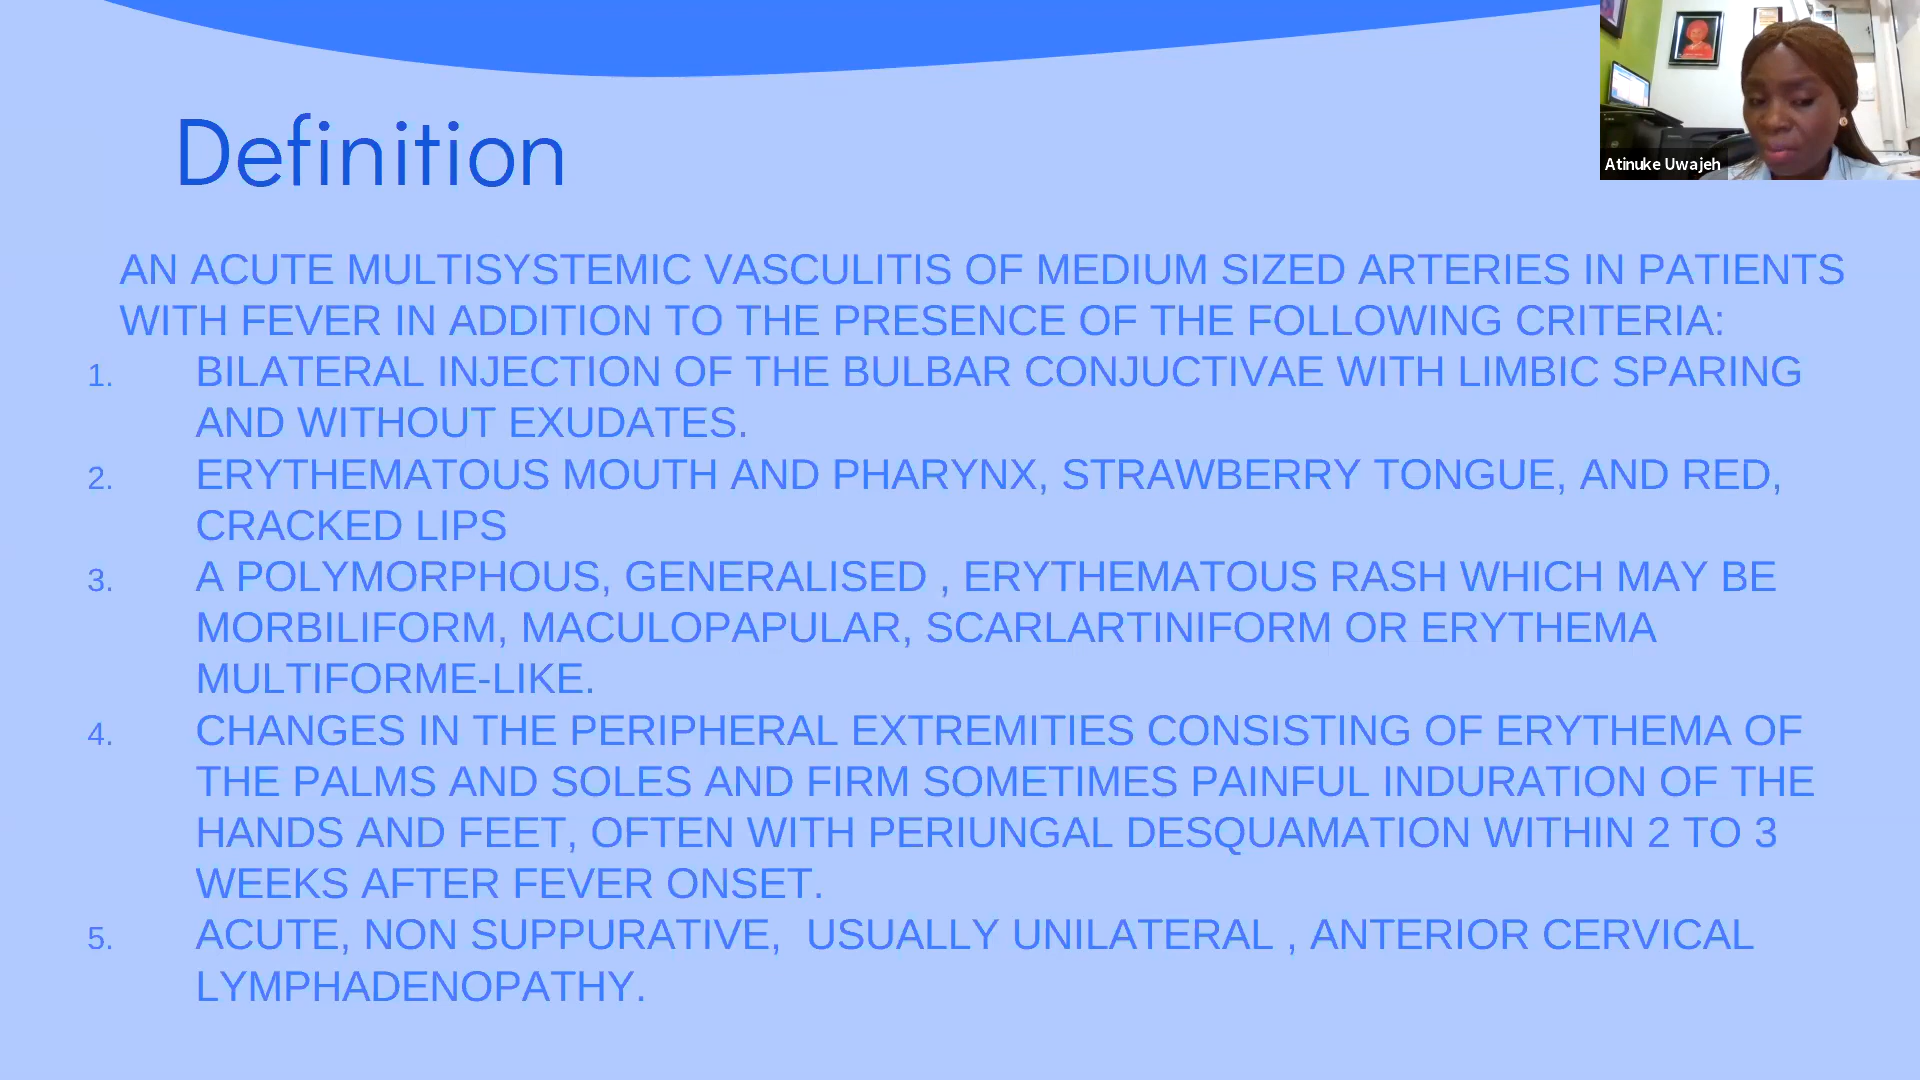 Definition
AN ACUTE MULTISYSTEMIC VASCULITIS OF MEDIUM SIZED ARTERIES IN PATIENTS
WITH FEVER IN ADDITION TO THE PRESENCE OF THE FOLLOWING CRITERIA:
1. BILATERAL INJECTION OF THE BULBAR CONJUCTIVAE WITH LIMBIC SPARING
AND WITHOUT EXUDATES.
2. ERYTHEMATOUS MOUTH AND PHARYNX, STRAWBERRY TONGUE, AND RED,
CRACKED LIPS
3. A POLYMORPHOUS, GENERALISED , ERYTHEMATOUS RASH WHICH MAY BE
MORBILIFORM, MACULOPAPULAR, SCARLARTINIFORM OR ERYTHEMA
MULTIFORME-LIKE.
4. CHANGES IN THE PERIPHERAL EXTREMITIES CONSISTING OF ERYTHEMA OF
THE PALMS AND SOLES AND FIRM SOMETIMES PAINFUL INDURATION OF THE
HANDS AND FEET, OFTEN WITH PERIUNGAL DESQUAMATION WITHIN 2 TO 3
WEEKS AFTER FEVER ONSET.
5. ACUTE, NON SUPPURATIVE,  USUALLY UNILATERAL , ANTERIOR CERVICAL
LYMPHADENOPATHY.
Atinuke Uwajeh